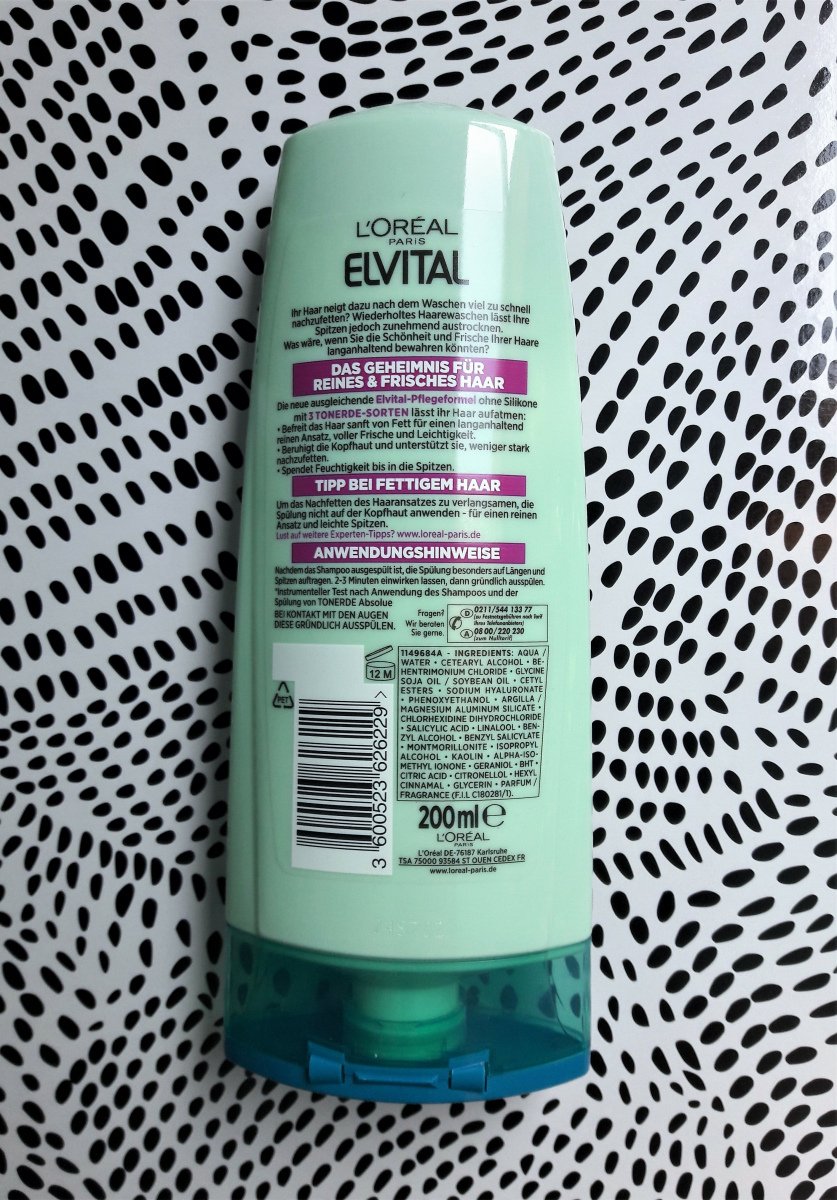 L'ORÉAL
PARIS
ELVITAL
Ihr Haar neigt dazu nach dem Waschen viel zu schnell
nachzufetten? Wiederholtes Haarewaschen lässt Ihre
Spitzen jedoch zunehmend austrocknen.
Was wäre, wenn Sie die Schönheit und Frische Ihrer Haare
langanhaltend bewahren könnten?
DAS GEHEIMNIS FÜR
REINES & FRISCHES HAAR
Die neue ausgleichende Elvital-Pflegeformel ohne Silikone
mit 3 TONERDE-SORTEN lässt ihr Haar aufatmen:
• Befreit das Haar sanft von Fett für einen langanhaltend
reinen Ansatz, voller Frische und Leichtigkeit.
• Beruhigt die Kopfhaut und unterstützt sie, weniger stark
nachzufetten.
• Spendet Feuchtigkeit bis in die Spitzen.
TIPP BEI FETTIGEM HAAR
Um das Nachfetten des Haaransatzes zu verlangsamen, die
Spülung nicht auf der Kopfhaut anwenden - für einen reinen
Ansatz und leichte Spitzen.
Lust auf weitere Experten-Tipps? www.loreal-paris.de
ANWENDUNGSHINWEISE
Nachdem das Shampoo ausgespült ist, die Spülung besonders auf Längen und
Spitzen auftragen. 2-3 Minuten einwirken lassen, dann gründlich ausspülen.
*Instrumenteller Test nach Anwendung des Shampoos und der
Spülung von TONERDE Absolue
BEI KONTAKT MIT DEN AUGEN
DIESE GRÜNDLICH AUSSPÜLEN.
Fragen?
Wir beraten
Sie gerne.
D 0211/544 133 77
(zu Festnetzgebühren nach Tarif
Ihres Telefonanbieters)
A 08 00/220 230
(zum Nulltarif)
12 M
PET
1149684A - INGREDIENTS: AQUA /
WATER • CETEARYL ALCOHOL • BE-
HENTRIMONIUM CHLORIDE • GLYCINE
SOJA OIL / SOYBEAN OIL • CETYL
ESTERS • SODIUM HYALURONATE
• PHENOXYETHANOL • ARGILLA /
MAGNESIUM ALUMINUM SILICATE •
CHLORHEXIDINE DIHYDROCHLORIDE
• SALICYLIC ACID • LINALOOL • BEN-
ZYL ALCOHOL • BENZYL SALICYLATE
• MONTMORILLONITE • ISOPROPYL
ALCOHOL • KAOLIN • ALPHA-ISO-
METHYL IONONE • GERANIOL • BHT •
CITRIC ACID • CITRONELLOL • HEXYL
CINNAMAL • GLYCERIN • PARFUM /
FRAGRANCE (F.I.L C180281/1).
3 600523 626229 >
200 ml e
L'ORÉAL
PARIS
L'Oréal DE-76187 Karlsruhe
TSA 75000 93584 ST OUEN CEDEX FR
www.loreal-paris.de